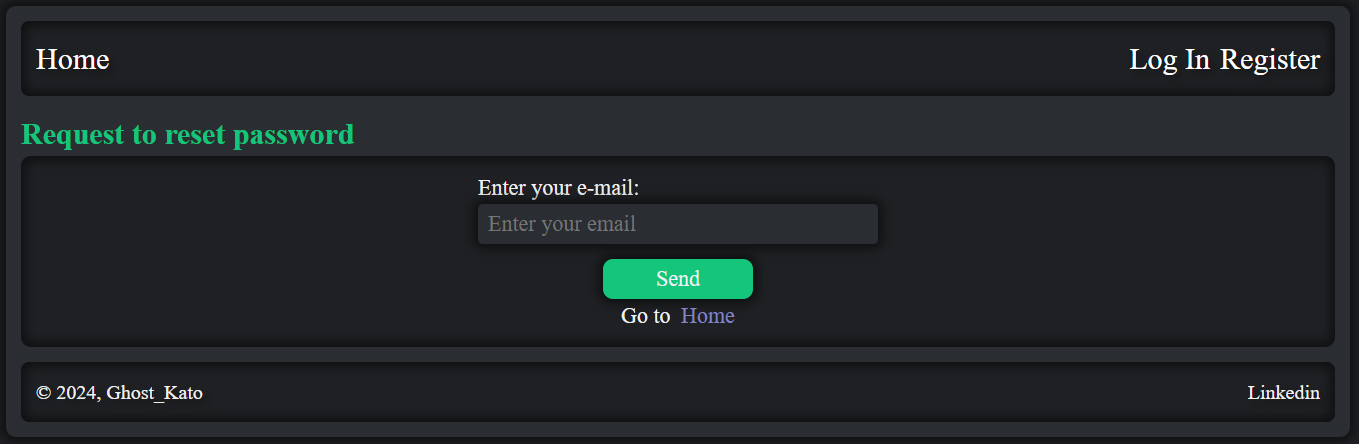 Home Log In Register
Request to reset password
Enter your e-mail:
Enter your email
Send
Go to Home
© 2024, Ghost_Kato Linkedin